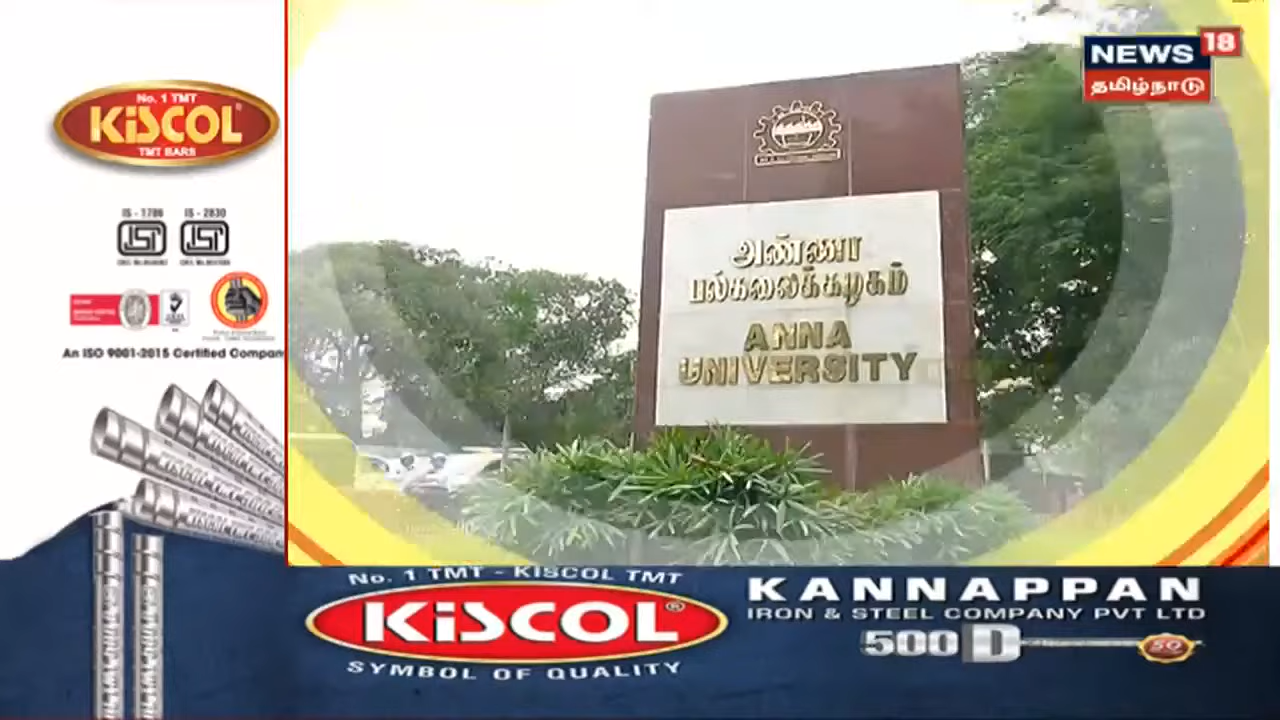 No. 1 TMT
KiSCOL®
TMT BARS
IS - 1786 IS - 2830
An ISO 9001-2015 Certified Compan
NEWS 18
தமிழ்நாடு
அண்ணா
பல்கலைக்கழகம்
ANNA
UNIVERSITY
No. 1 TMT - KISCOL TMT
KiSCOL®
SYMBOL OF QUALITY
KANNAPPAN
IRON & STEEL COMPANY PVT LTD
500 D
50